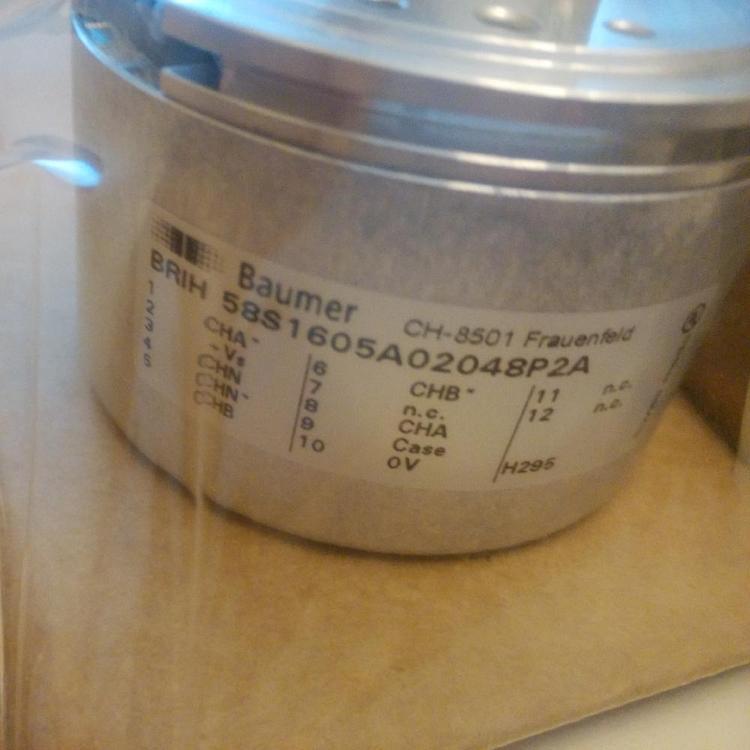 Baumer
CH-8501 Frauenfeld
BRIH 58S1605A02048P2A
1 CHA- 6 CHB- 11 n.c.
2 -Vs 7 n.c. 12 n.c.
3 CHN 8 CHA
4 CHN- 9 Case
5 CHB 10 0V H295